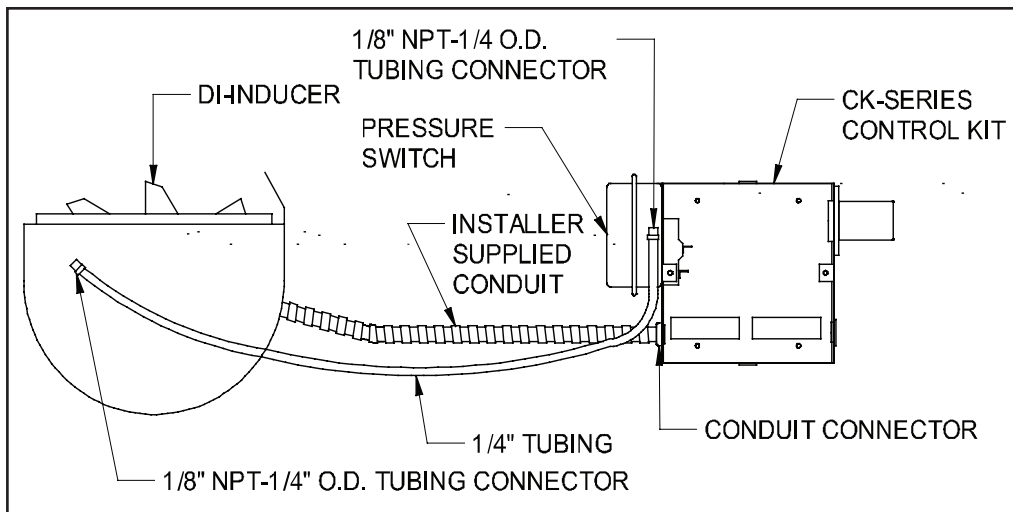 1/8" NPT-1/4 O.D.
TUBING CONNECTOR
DI-INDUCER
CK-SERIES
CONTROL KIT
PRESSURE
SWITCH
INSTALLER
SUPPLIED
CONDUIT
CONDUIT CONNECTOR
1/4" TUBING
1/8" NPT-1/4" O.D. TUBING CONNECTOR